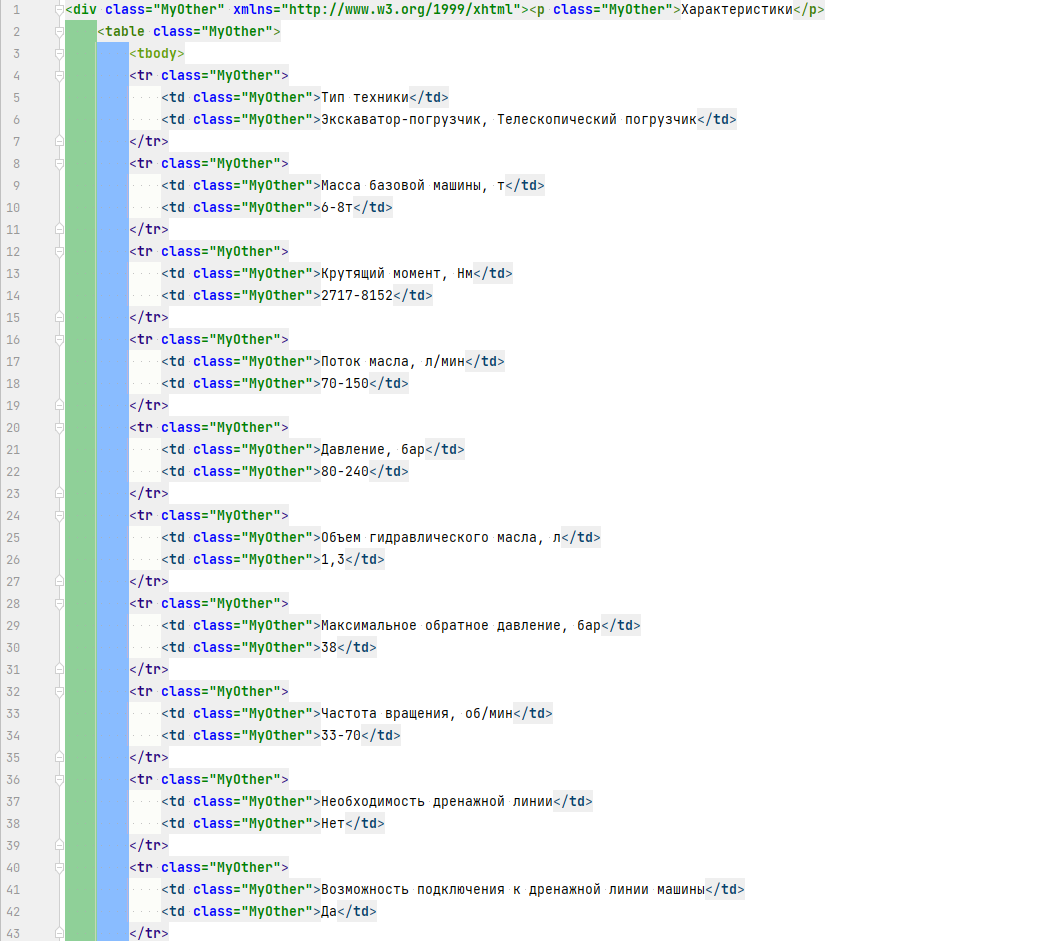 1 <div class="MyOther" xmlns="http://www.w3.org/1999/xhtml"><p class="MyOther">Характеристики</p>
2 <table class="MyOther">
3 <tbody>
4 <tr class="MyOther">
5 <td class="MyOther">Тип техники</td>
6 <td class="MyOther">Экскаватор-погрузчик, Телескопический погрузчик</td>
7 </tr>
8 <tr class="MyOther">
9 <td class="MyOther">Масса базовой машины, т</td>
10 <td class="MyOther">6-8т</td>
11 </tr>
12 <tr class="MyOther">
13 <td class="MyOther">Крутящий момент, Нм</td>
14 <td class="MyOther">2717-8152</td>
15 </tr>
16 <tr class="MyOther">
17 <td class="MyOther">Поток масла, л/мин</td>
18 <td class="MyOther">70-150</td>
19 </tr>
20 <tr class="MyOther">
21 <td class="MyOther">Давление, бар</td>
22 <td class="MyOther">80-240</td>
23 </tr>
24 <tr class="MyOther">
25 <td class="MyOther">Объем гидравлического масла, л</td>
26 <td class="MyOther">1,3</td>
27 </tr>
28 <tr class="MyOther">
29 <td class="MyOther">Максимальное обратное давление, бар</td>
30 <td class="MyOther">38</td>
31 </tr>
32 <tr class="MyOther">
33 <td class="MyOther">Частота вращения, об/мин</td>
34 <td class="MyOther">33-70</td>
35 </tr>
36 <tr class="MyOther">
37 <td class="MyOther">Необходимость дренажной линии</td>
38 <td class="MyOther">Нет</td>
39 </tr>
40 <tr class="MyOther">
41 <td class="MyOther">Возможность подключения к дренажной линии машины</td>
42 <td class="MyOther">Да</td>
43 </tr>